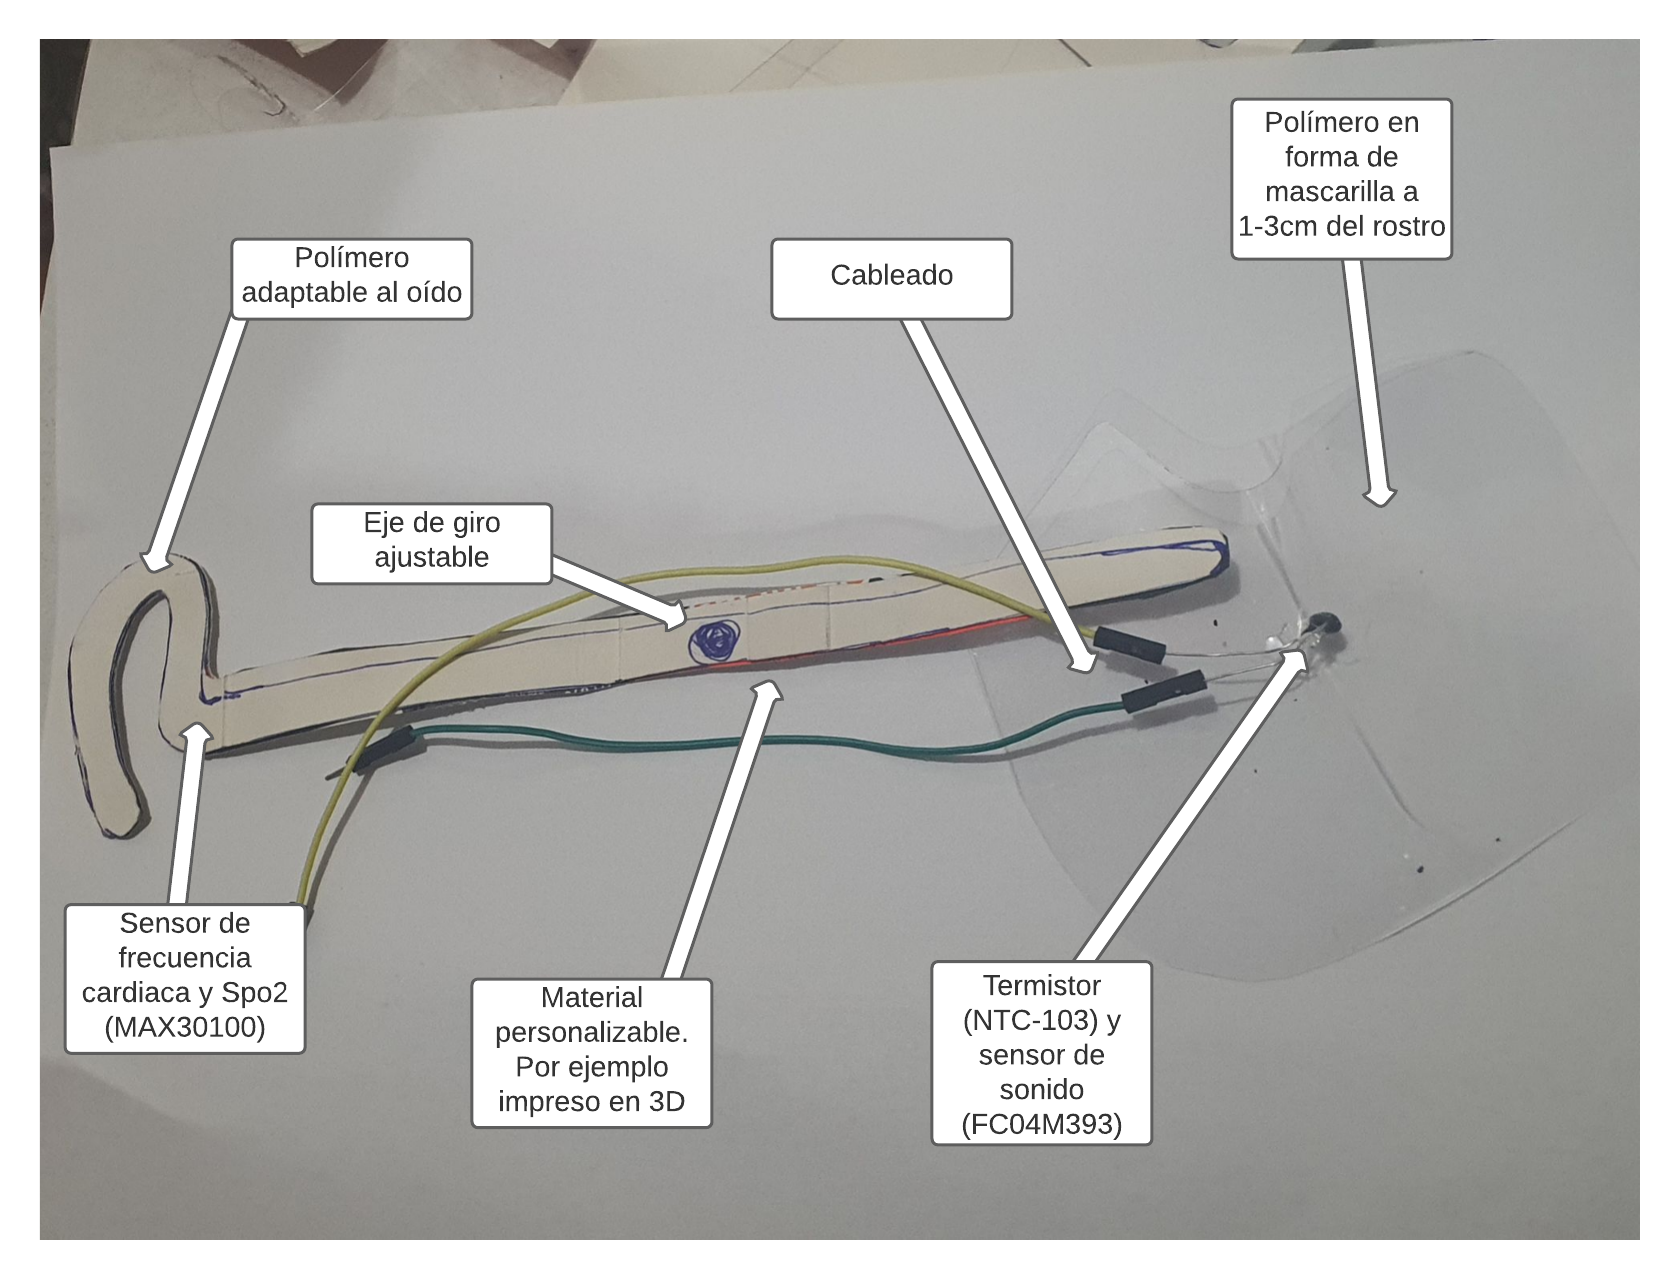 Polímero en
forma de
mascarilla a
1-3cm del rostro
Polímero
adaptable al oído
Cableado
Eje de giro
ajustable
Sensor de
frecuencia
cardiaca y Spo2
(MAX30100)
Material
personalizable.
Por ejemplo
impreso en 3D
Termistor
(NTC-103) y
sensor de
sonido
(FC04M393)